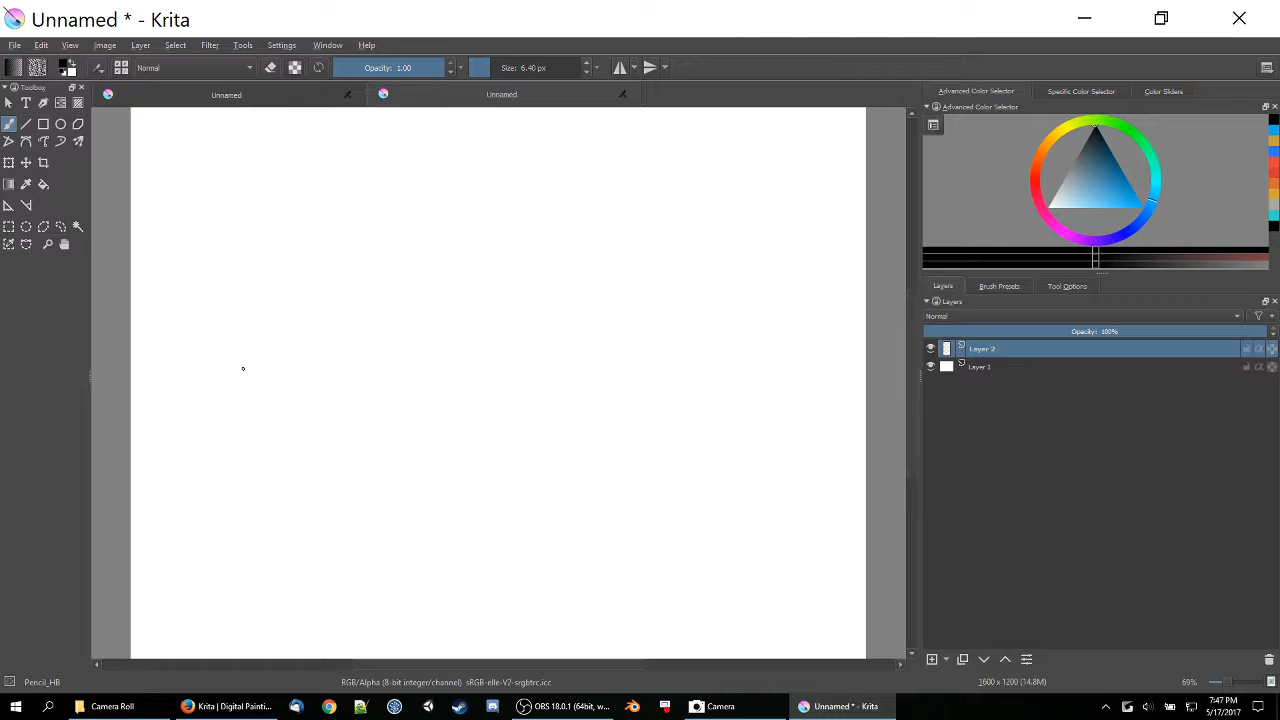 Unnamed * - Krita
File Edit View Image Layer Select Filter Tools Settings Window Help
Normal Opacity: 1.00 Size: 6.40 px
Toolbox
Unnamed Unnamed
Advanced Color Selector Specific Color Selector Color Sliders
Advanced Color Selector
Layers Brush Presets Tool Options
Layers
Normal
Opacity: 100%
Layer 2
Layer 1
Pencil_HB RGB/Alpha (8-bit integer/channel) sRGB-elle-V2-srgbtrc.icc 1600 x 1200 (14.8M) 69%
Camera Roll Krita | Digital Painti... OBS 18.0.1 (64bit, w... Camera Unnamed * - Krita 7:47 PM
5/17/2017